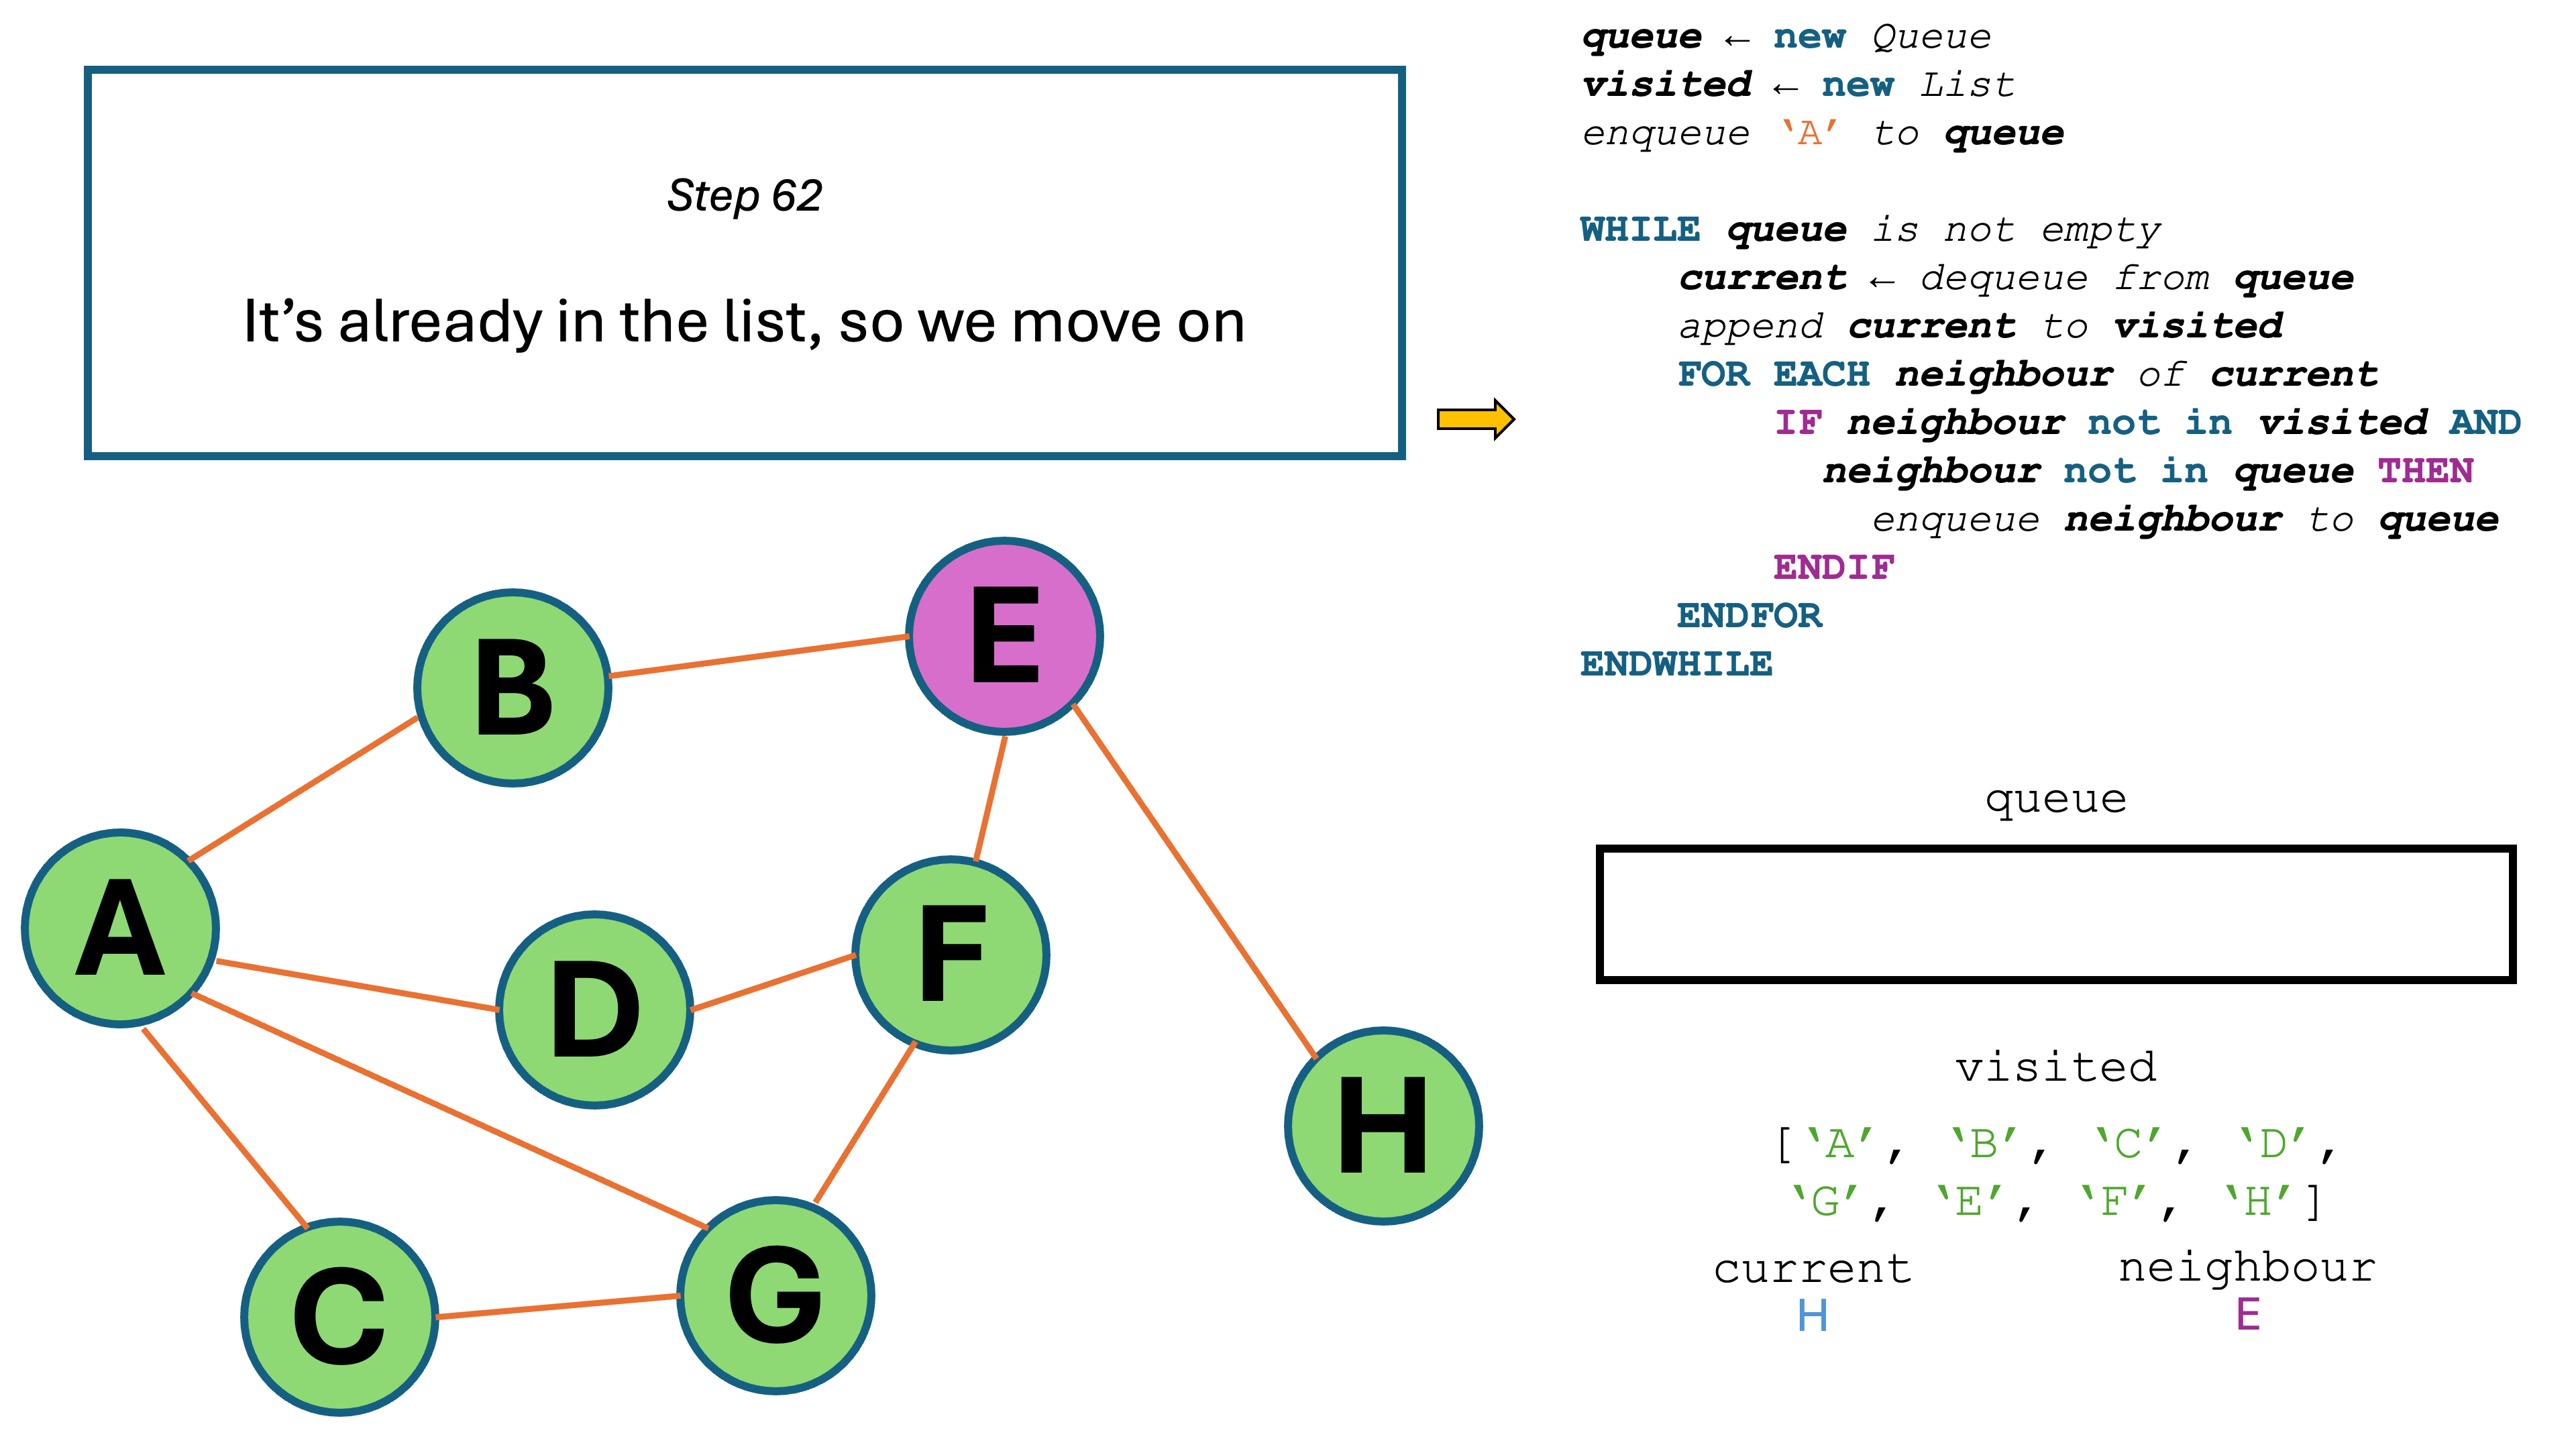 Step 62
It’s already in the list, so we move on
queue ← new Queue
visited ← new List
enqueue ‘A’ to queue
WHILE queue is not empty
current ← dequeue from queue
append current to visited
FOR EACH neighbour of current
IF neighbour not in visited AND
neighbour not in queue THEN
enqueue neighbour to queue
ENDIF
ENDFOR
ENDWHILE
B
E
A
D
F
C
G
H
queue
visited
[‘A’, ‘B’, ‘C’, ‘D’,
‘G’, ‘E’, ‘F’, ‘H’]
current
H
neighbour
E